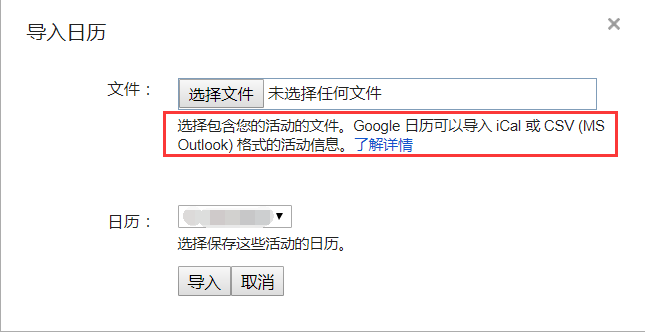 导入日历
文件：
选择文件 未选择任何文件
选择包含您的活动的文件。Google 日历可以导入 iCal 或 CSV (MS
Outlook) 格式的活动信息。了解详情
日历：
选择保存这些活动的日历。
导入 取消